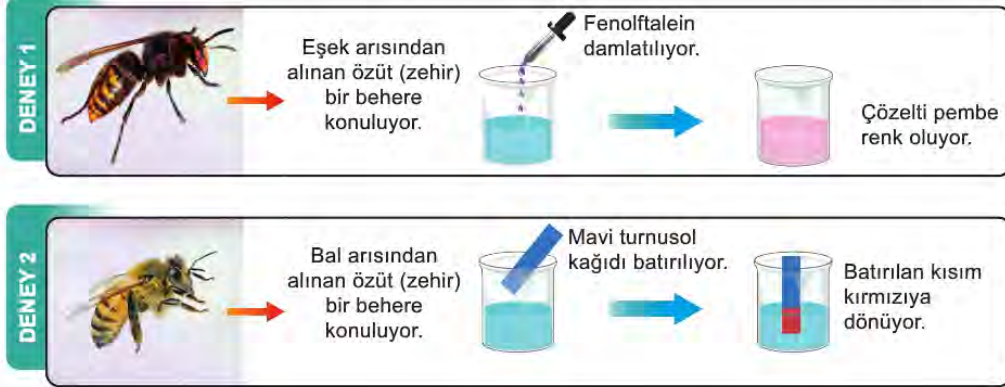 DENEY 1
Eşek arısından
alınan özüt (zehir)
bir behere
konuluyor.
Fenolftalein
damlatılıyor.
Çözelti pembe
renk oluyor.
DENEY 2
Bal arısından
alınan özüt (zehir)
bir behere
konuluyor.
Mavi turnusol
kağıdı batırılıyor.
Batırılan kısım
kırmızıya
dönüyor.